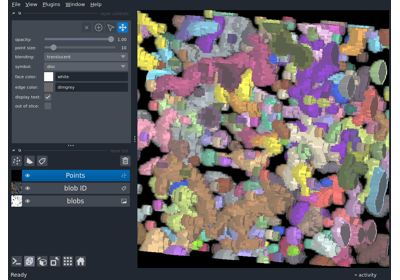 File View Plugins Window Help
opacity: 1.00
point size: 10
blending: translucent
symbol: disc
face color: white
edge color: dimgrey
display text:
out of slice:
Points
blob ID
blobs
Ready
activity